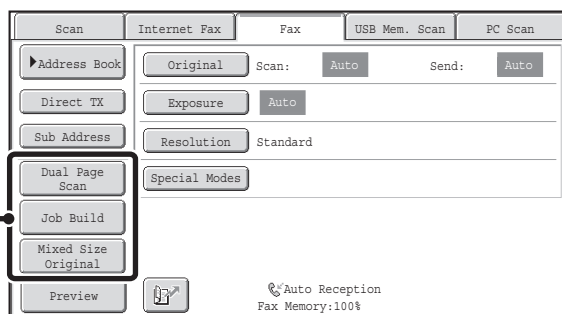 Scan
Internet Fax
Fax
USB Mem. Scan
PC Scan
Address Book
Original
Scan:
Auto
Send:
Auto
Direct TX
Exposure
Auto
Sub Address
Resolution
Standard
Dual Page
Scan
Special Modes
Job Build
Mixed Size
Original
Preview
Auto Reception
Fax Memory:100%